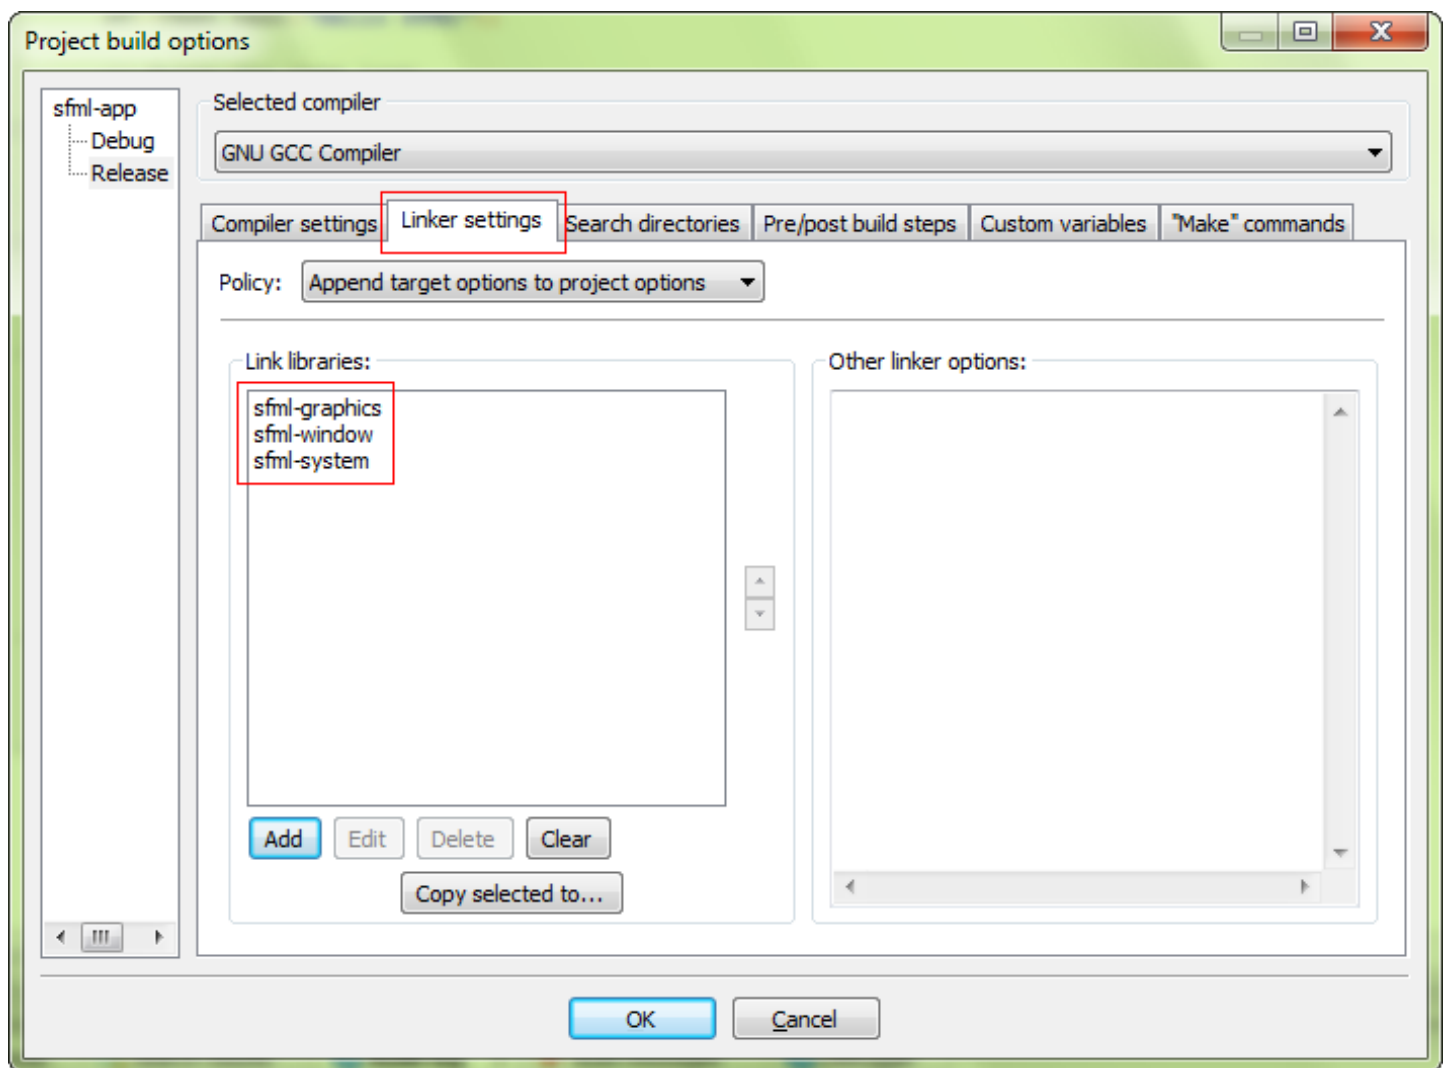 Project build options
sfml-app
Debug
Release
Selected compiler
GNU GCC Compiler
Compiler settings
Linker settings
Search directories
Pre/post build steps
Custom variables
"Make" commands
Policy:
Append target options to project options
Link libraries:
sfml-graphics
sfml-window
sfml-system
Add
Edit
Delete
Clear
Copy selected to...
Other linker options:
OK
Cancel